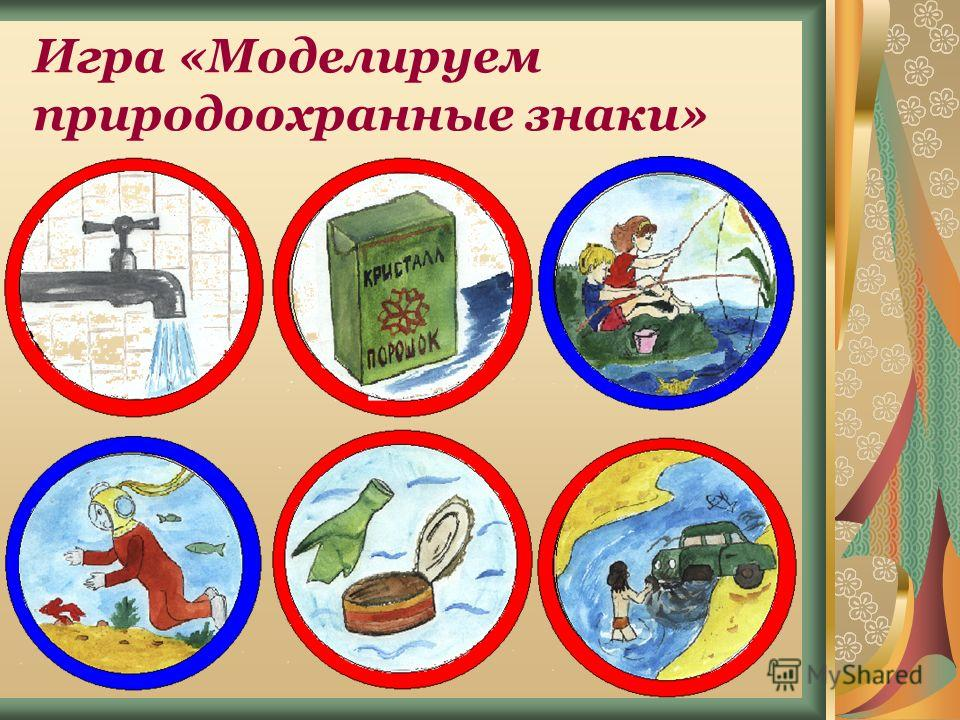 Игра «Моделируем
природоохранные знаки»
КРИСТАЛЛ
ПОРОШОК
MyShared